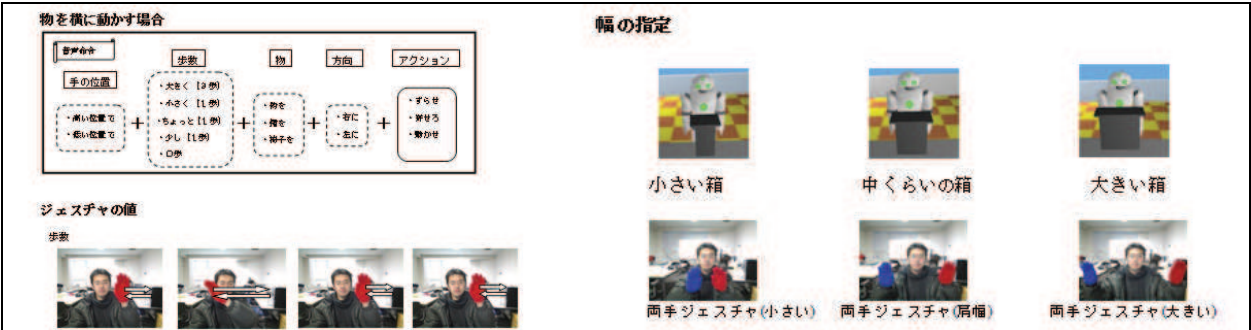 物を横に動かす場合
音声命令
手の位置
・高い位置で
・低い位置で
+
歩数
・大きく [3歩]
・小さく [1歩]
・ちょっと [1歩]
・少し [1歩]
・○歩
+
物
・物を
・箱を
・椅子を
+
方向
・右に
・左に
+
アクション
・ずらせ
・寄せろ
・動かせ
ジェスチャの値
歩数
幅の指定
小さい箱
中くらいの箱
大きい箱
両手ジェスチャ(小さい)
両手ジェスチャ(肩幅)
両手ジェスチャ(大きい)